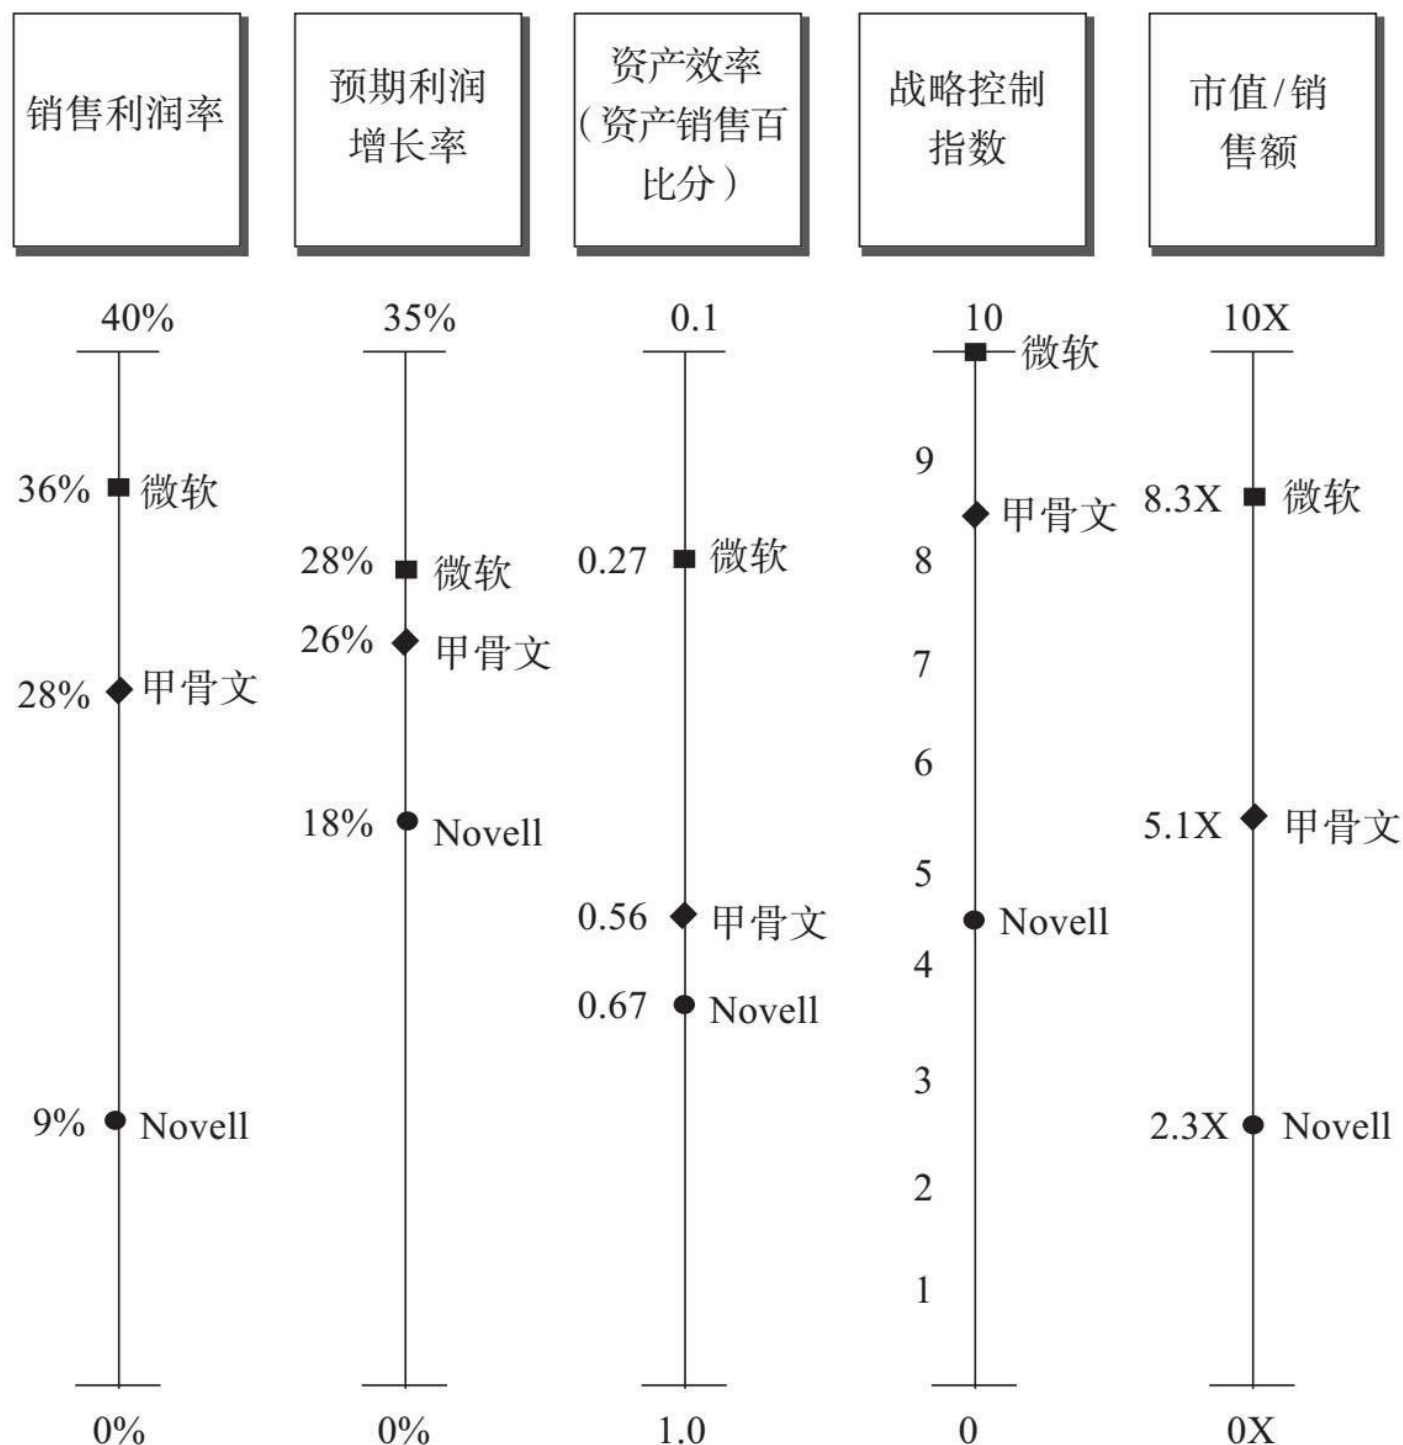 销售利润率
预期利润
增长率
资产效率
（资产销售百
比分）
战略控制
指数
市值/销
售额
40%
36%
微软
28%
甲骨文
9%
Novell
0%
35%
28%
微软
26%
甲骨文
18%
Novell
0%
0.1
0.27
微软
0.56
甲骨文
0.67
Novell
1.0
10
微软
9
甲骨文
8
7
6
5
Novell
4
3
2
1
0
10X
8.3X
微软
5.1X
甲骨文
2.3X
Novell
0X